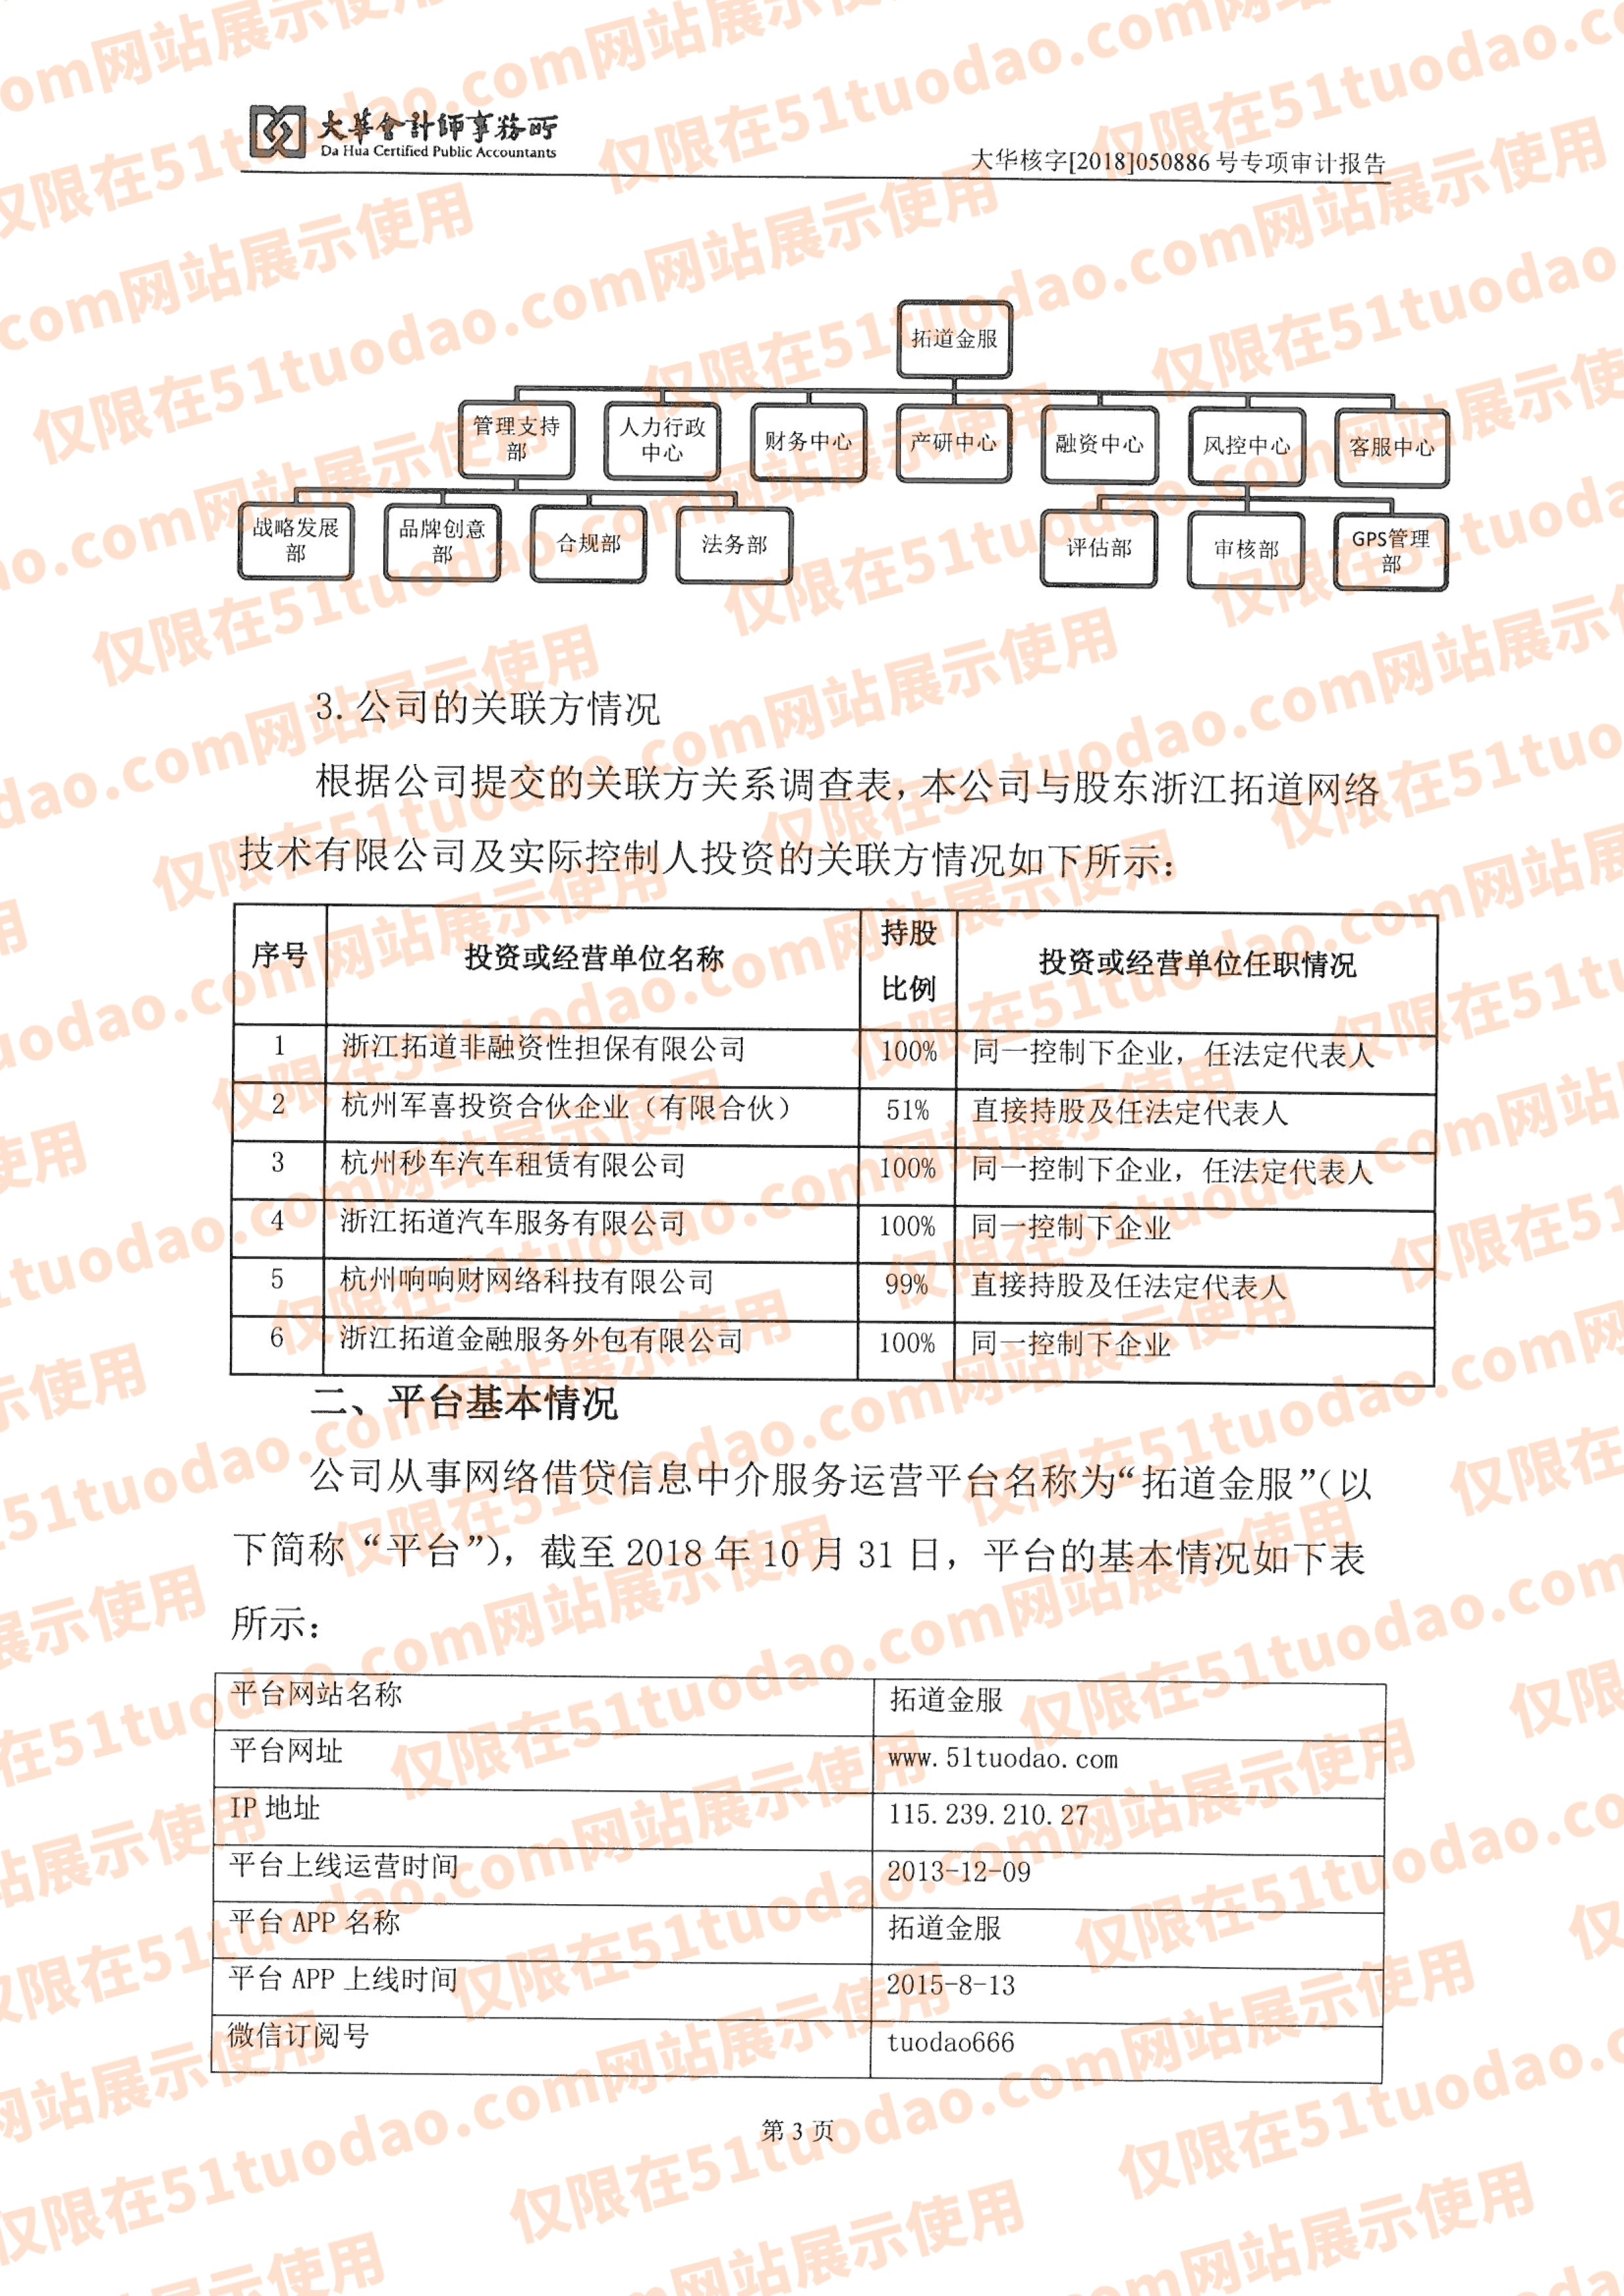 大華會計師事務所
Da Hua Certified Public Accountants
大华核字[2018]050886号专项审计报告
拓道金服
管理支持部
人力行政中心
财务中心
产研中心
融资中心
风控中心
客服中心
战略发展部
品牌创意部
合规部
法务部
评估部
审核部
GPS管理部
3.公司的关联方情况
根据公司提交的关联方关系调查表,本公司与股东浙江拓道网络
技术有限公司及实际控制人投资的关联方情况如下所示:
序号 投资或经营单位名称 持股比例 投资或经营单位任职情况
1 浙江拓道非融资性担保有限公司 100% 同一控制下企业，任法定代表人
2 杭州军喜投资合伙企业（有限合伙） 51% 直接持股及任法定代表人
3 杭州秒车汽车租赁有限公司 100% 同一控制下企业，任法定代表人
4 浙江拓道汽车服务有限公司 100% 同一控制下企业
5 杭州响响财网络科技有限公司 99% 直接持股及任法定代表人
6 浙江拓道金融服务外包有限公司 100% 同一控制下企业
二、平台基本情况
公司从事网络借贷信息中介服务运营平台名称为“拓道金服”（以
下简称“平台”），截至 2018 年 10 月 31 日，平台的基本情况如下表
所示：
平台网站名称 拓道金服
平台网址 www.51tuodao.com
IP 地址 115.239.210.27
平台上线运营时间 2013-12-09
平台 APP 名称 拓道金服
平台 APP 上线时间 2015-8-13
微信订阅号 tuodao666
第 3 页
仅限在51tuodao.com网站展示使用